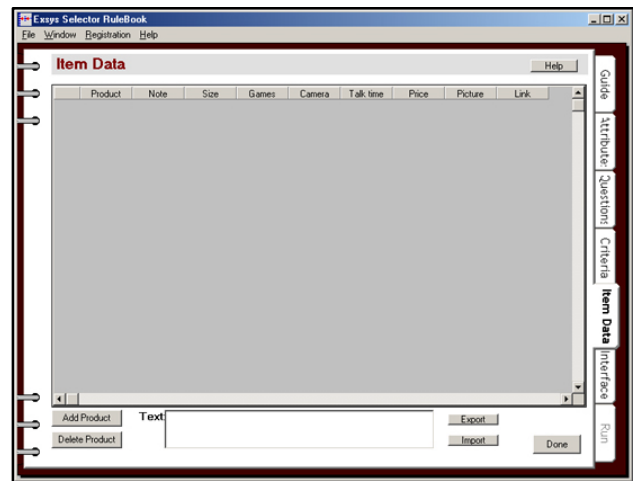 Exsys Selector RuleBook
File Window Registration Help
Item Data
Help
Product Note Size Games Camera Talk time Price Picture Link
Add Product
Text:
Export
Delete Product
Import
Done
Guide
Attribute:
Questions
Criteria
Item Data
Interface
Run